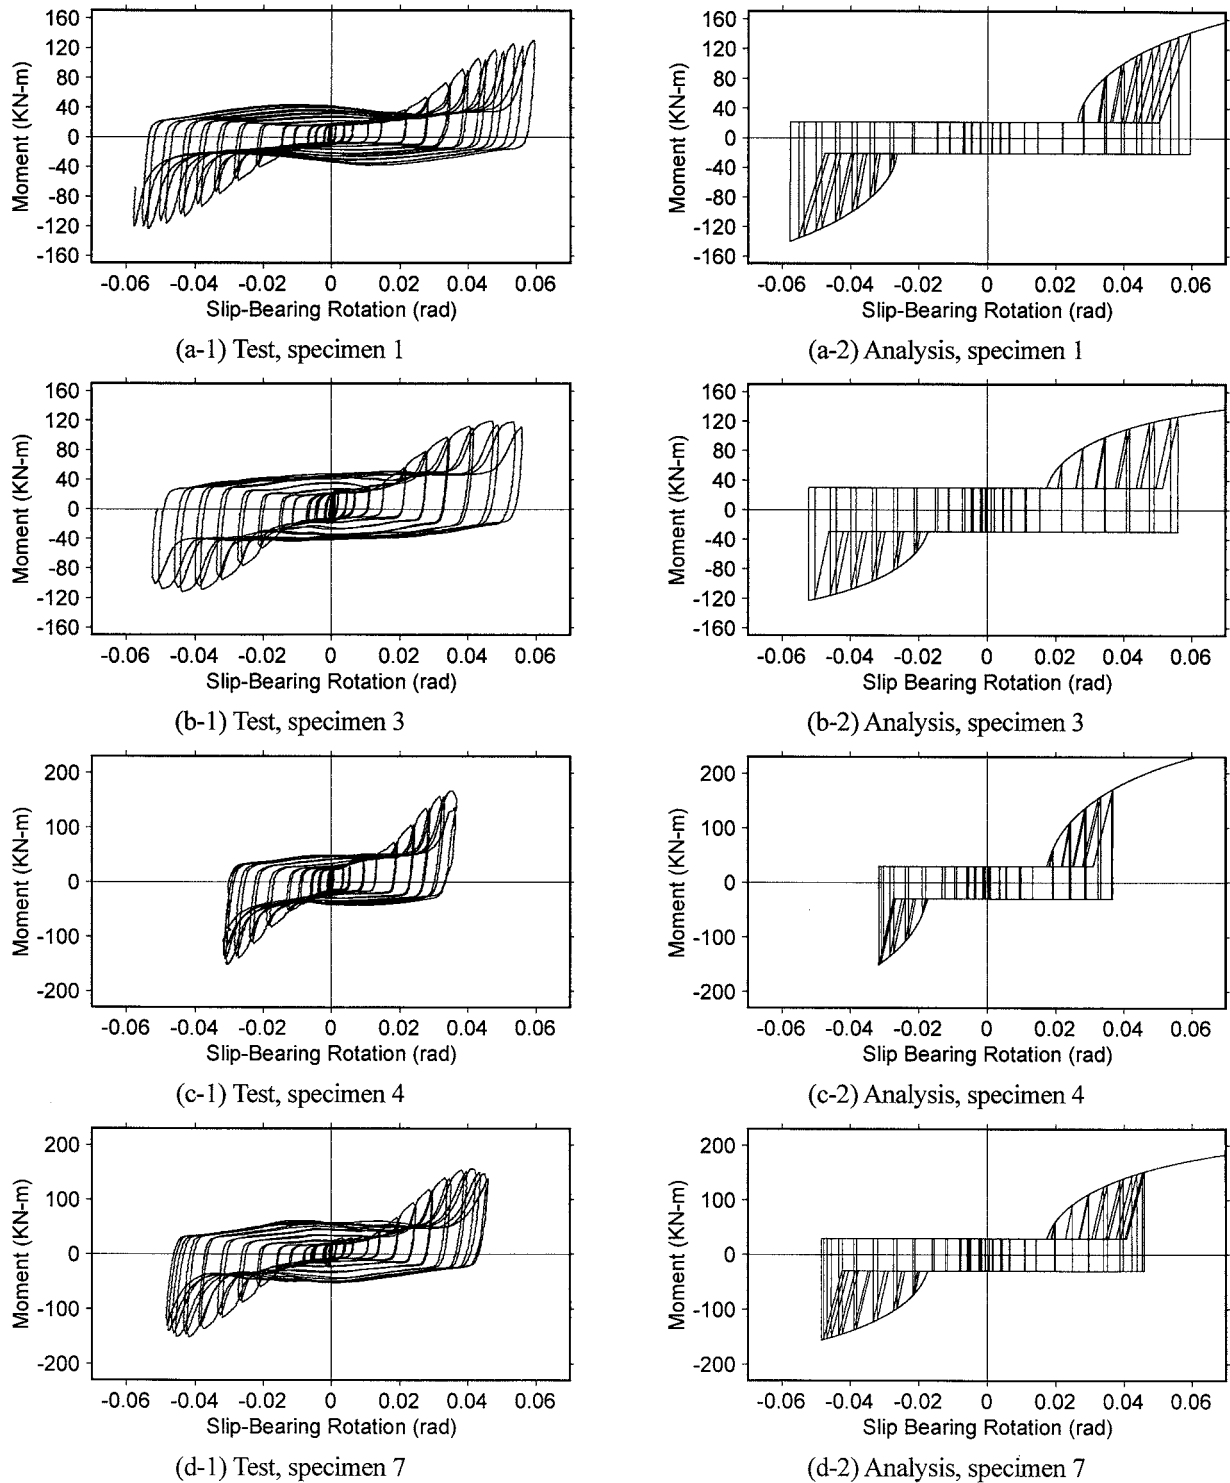 160
120
80
40
0
-40
-80
-120
-160
Moment (KN-m)
-0.06 -0.04 -0.02 0 0.02 0.04 0.06
Slip-Bearing Rotation (rad)
(a-1) Test, specimen 1
160
120
80
40
0
-40
-80
-120
-160
Moment (KN-m)
-0.06 -0.04 -0.02 0 0.02 0.04 0.06
Slip-Bearing Rotation (rad)
(a-2) Analysis, specimen 1
160
120
80
40
0
-40
-80
-120
-160
Moment (KN-m)
-0.06 -0.04 -0.02 0 0.02 0.04 0.06
Slip-Bearing Rotation (rad)
(b-1) Test, specimen 3
160
120
80
40
0
-40
-80
-120
-160
Moment (KN-m)
-0.06 -0.04 -0.02 0 0.02 0.04 0.06
Slip Bearing Rotation (rad)
(b-2) Analysis, specimen 3
200
100
0
-100
-200
Moment (KN-m)
-0.06 -0.04 -0.02 0 0.02 0.04 0.06
Slip-Bearing Rotation (rad)
(c-1) Test, specimen 4
200
100
0
-100
-200
Moment (KN-m)
-0.06 -0.04 -0.02 0 0.02 0.04 0.06
Slip Bearing Rotation (rad)
(c-2) Analysis, specimen 4
200
100
0
-100
-200
Moment (KN-m)
-0.06 -0.04 -0.02 0 0.02 0.04 0.06
Slip-Bearing Rotation (rad)
(d-1) Test, specimen 7
200
100
0
-100
-200
Moment (KN-m)
-0.06 -0.04 -0.02 0 0.02 0.04 0.06
Slip Bearing Rotation (rad)
(d-2) Analysis, specimen 7